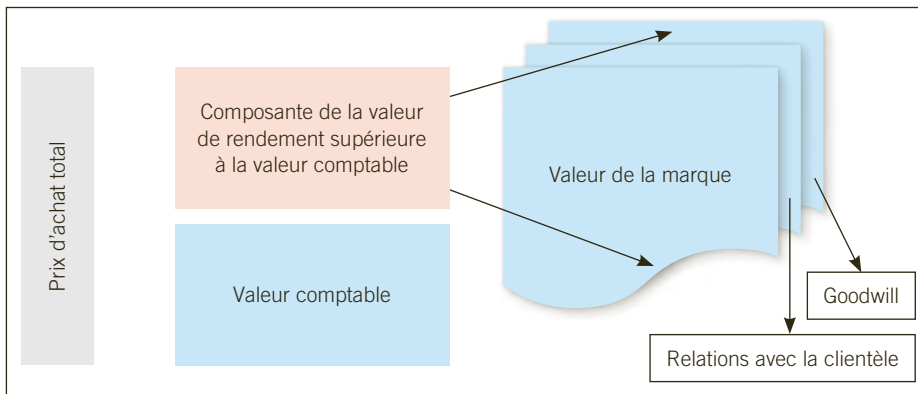 Prix d'achat total
Composante de la valeur
de rendement supérieure
à la valeur comptable
Valeur comptable
Valeur de la marque
Goodwill
Relations avec la clientèle